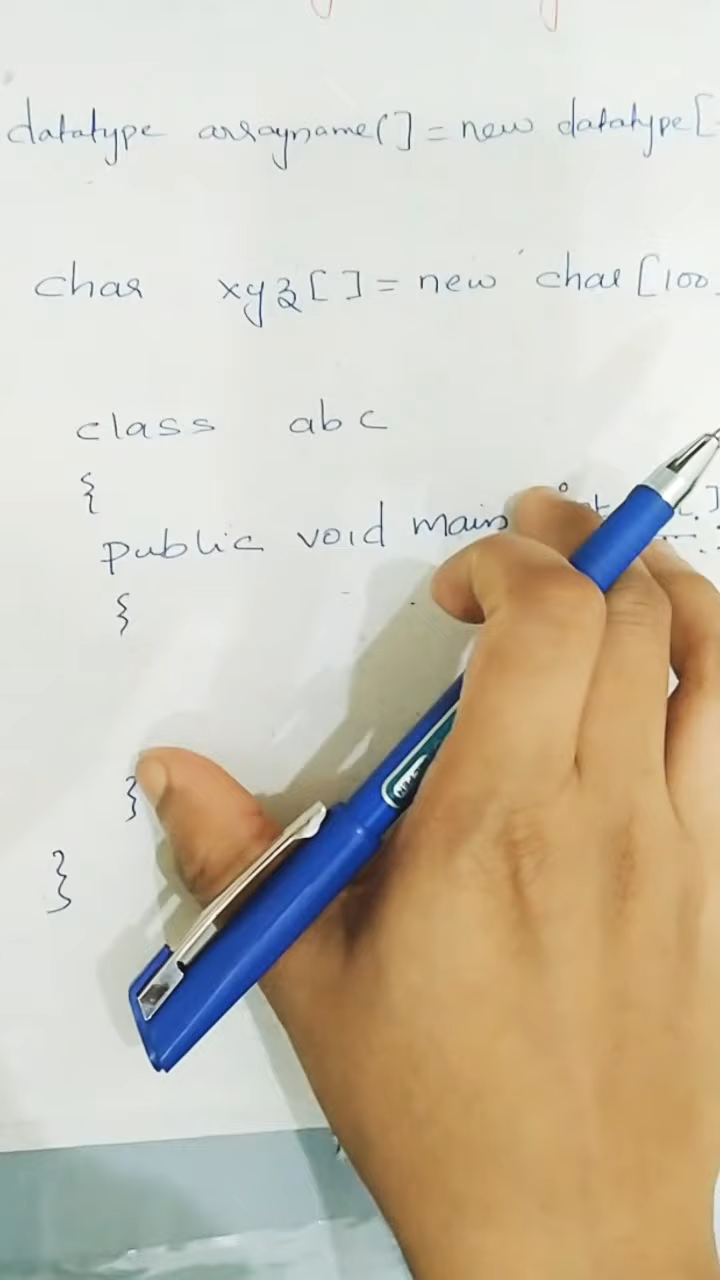 datatype arrayname[] = new datatype[
char xyz[] = new char[100
class abc
{
public void main
{
}
}